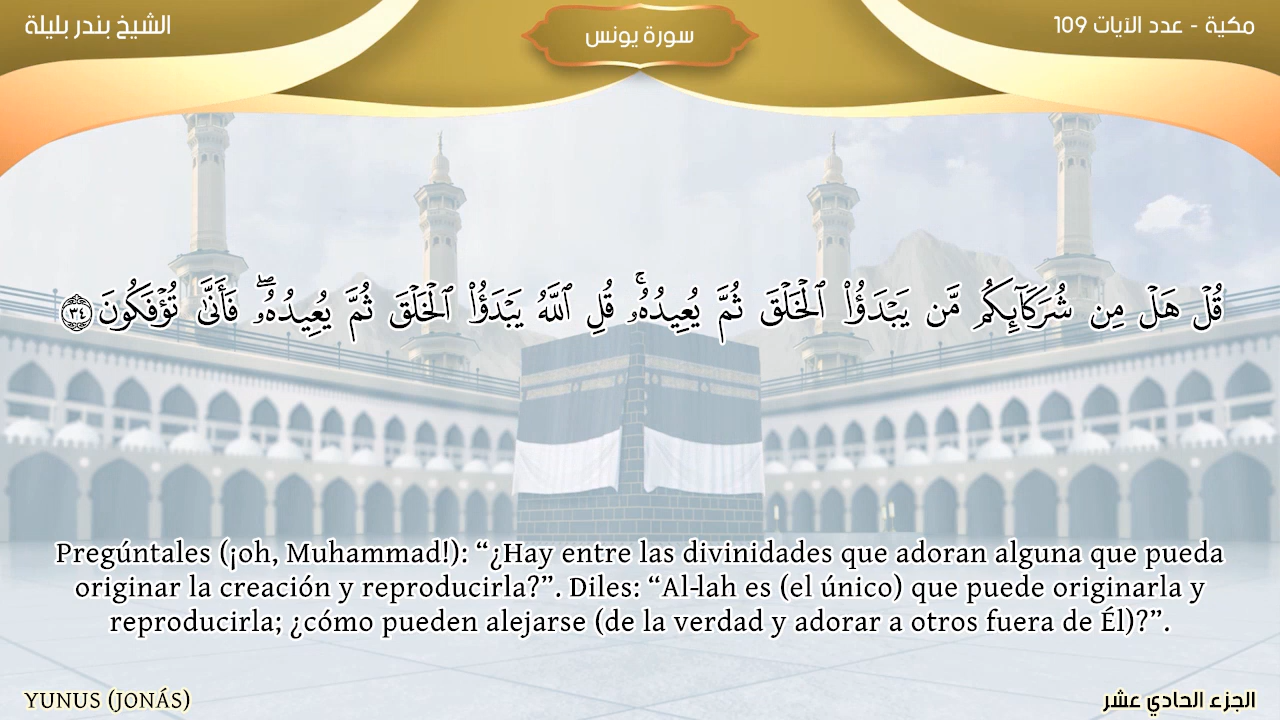 الشيخ بندر بليلة
سورة يونس
مكية - عدد الآيات 109
قُلْ هَلْ مِن شُرَكَآئِكُم مَّن يَبْدَؤُا۟ ٱلْخَلْقَ ثُمَّ يُعِيدُهُۥ ۚ قُلِ ٱللَّهُ يَبْدَؤُا۟ ٱلْخَلْقَ ثُمَّ يُعِيدُهُۥ ۖ فَأَنَّىٰ تُؤْفَكُونَ ٣٤
Pregúntales (¡oh, Muhammad!): “¿Hay entre las divinidades que adoran alguna que pueda
originar la creación y reproducirla?”. Diles: “Al-lah es (el único) que puede originarla y
reproducirla; ¿cómo pueden alejarse (de la verdad y adorar a otros fuera de Él)?”.
YUNUS (JONÁS)
الجزء الحادي عشر